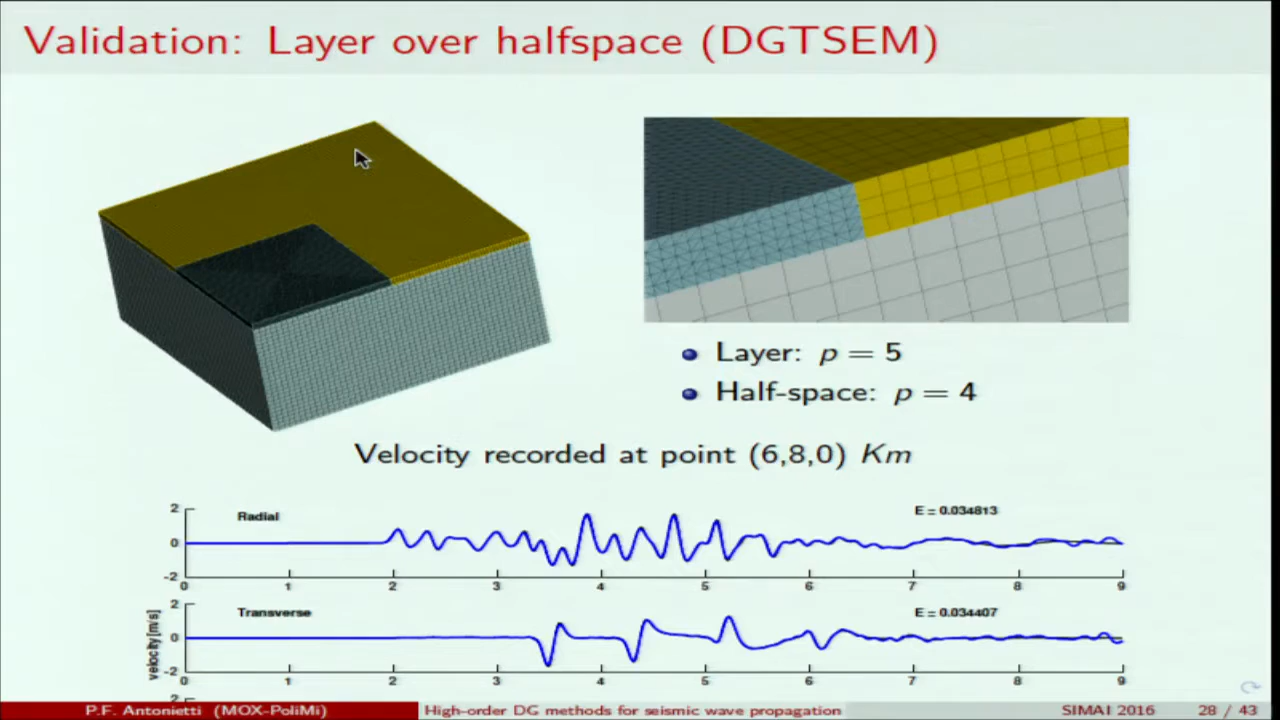 Validation: Layer over halfspace (DGTSEM)
Layer: p = 5
Half-space: p = 4
Velocity recorded at point (6,8,0) Km
2
0
-2
Radial
E = 0.034813
0 1 2 3 4 5 6 7 8 9
velocity[m/s]
2
0
-2
Transverse
E = 0.034407
0 1 2 3 4 5 6 7 8 9
2
P.F. Antonietti (MOX-PoliMi)
High-order DG methods for seismic wave propagation
SIMAI 2016
28 / 43